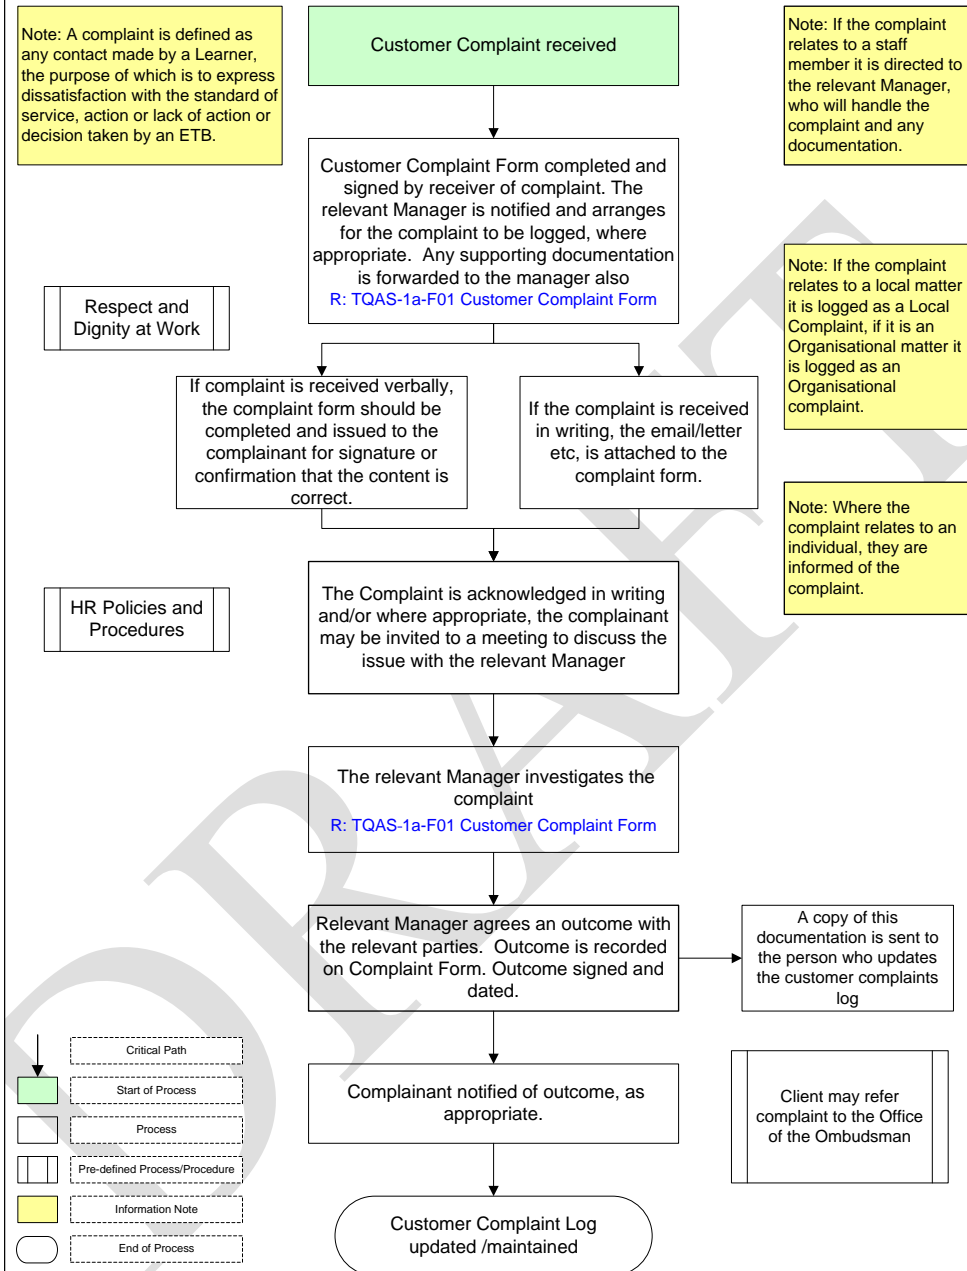 Note: A complaint is defined as
any contact made by a Learner,
the purpose of which is to express
dissatisfaction with the standard of
service, action or lack of action or
decision taken by an ETB.
Customer Complaint received
Note: If the complaint
relates to a staff
member it is directed to
the relevant Manager,
who will handle the
complaint and any
documentation.
Customer Complaint Form completed and
signed by receiver of complaint. The
relevant Manager is notified and arranges
for the complaint to be logged, where
appropriate. Any supporting documentation
is forwarded to the manager also
R: TQAS-1a-F01 Customer Complaint Form
Note: If the complaint
relates to a local matter
it is logged as a Local
Complaint, if it is an
Organisational matter it
is logged as an
Organisational
complaint.
Respect and
Dignity at Work
If complaint is received verbally,
the complaint form should be
completed and issued to the
complainant for signature or
confirmation that the content is
correct.
If the complaint is received
in writing, the email/letter
etc, is attached to the
complaint form.
Note: Where the
complaint relates to an
individual, they are
informed of the
complaint.
HR Policies and
Procedures
The Complaint is acknowledged in writing
and/or where appropriate, the complainant
may be invited to a meeting to discuss the
issue with the relevant Manager
The relevant Manager investigates the
complaint
R: TQAS-1a-F01 Customer Complaint Form
Relevant Manager agrees an outcome with
the relevant parties. Outcome is recorded
on Complaint Form. Outcome signed and
dated.
A copy of this
documentation is sent to
the person who updates
the customer complaints
log
Complainant notified of outcome, as
appropriate.
Client may refer
complaint to the Office
of the Ombudsman
Customer Complaint Log
updated /maintained
Critical Path
Start of Process
Process
Pre-defined Process/Procedure
Information Note
End of Process
DRAFT